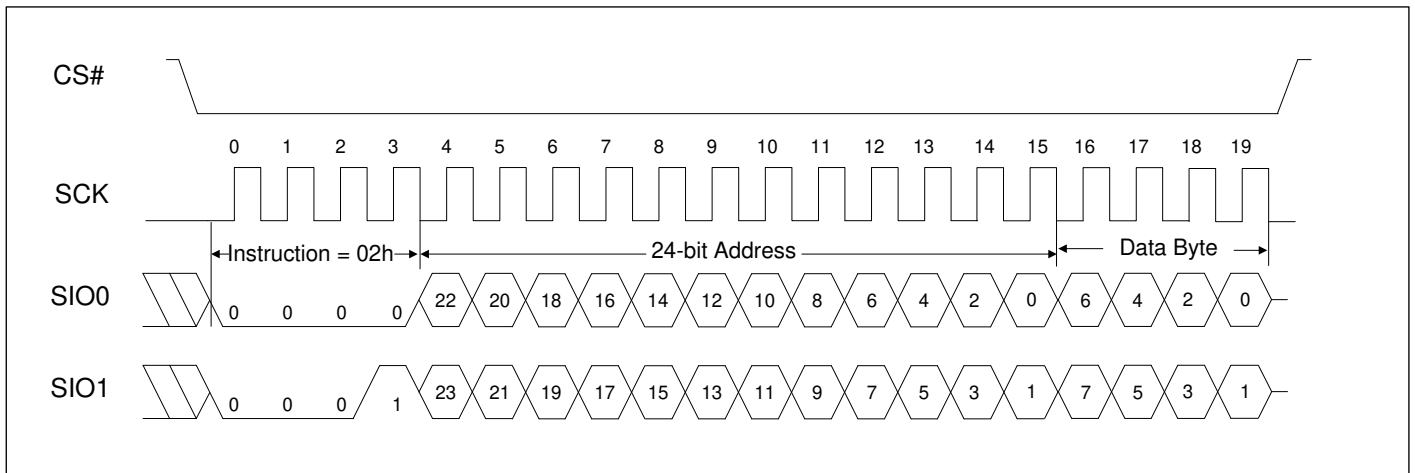 CS#
0 1 2 3 4 5 6 7 8 9 10 11 12 13 14 15 16 17 18 19
SCK
Instruction = 02h 24-bit Address Data Byte
SIO0 0 0 0 0 22 20 18 16 14 12 10 8 6 4 2 0 6 4 2 0
SIO1 0 0 0 1 23 21 19 17 15 13 11 9 7 5 3 1 7 5 3 1